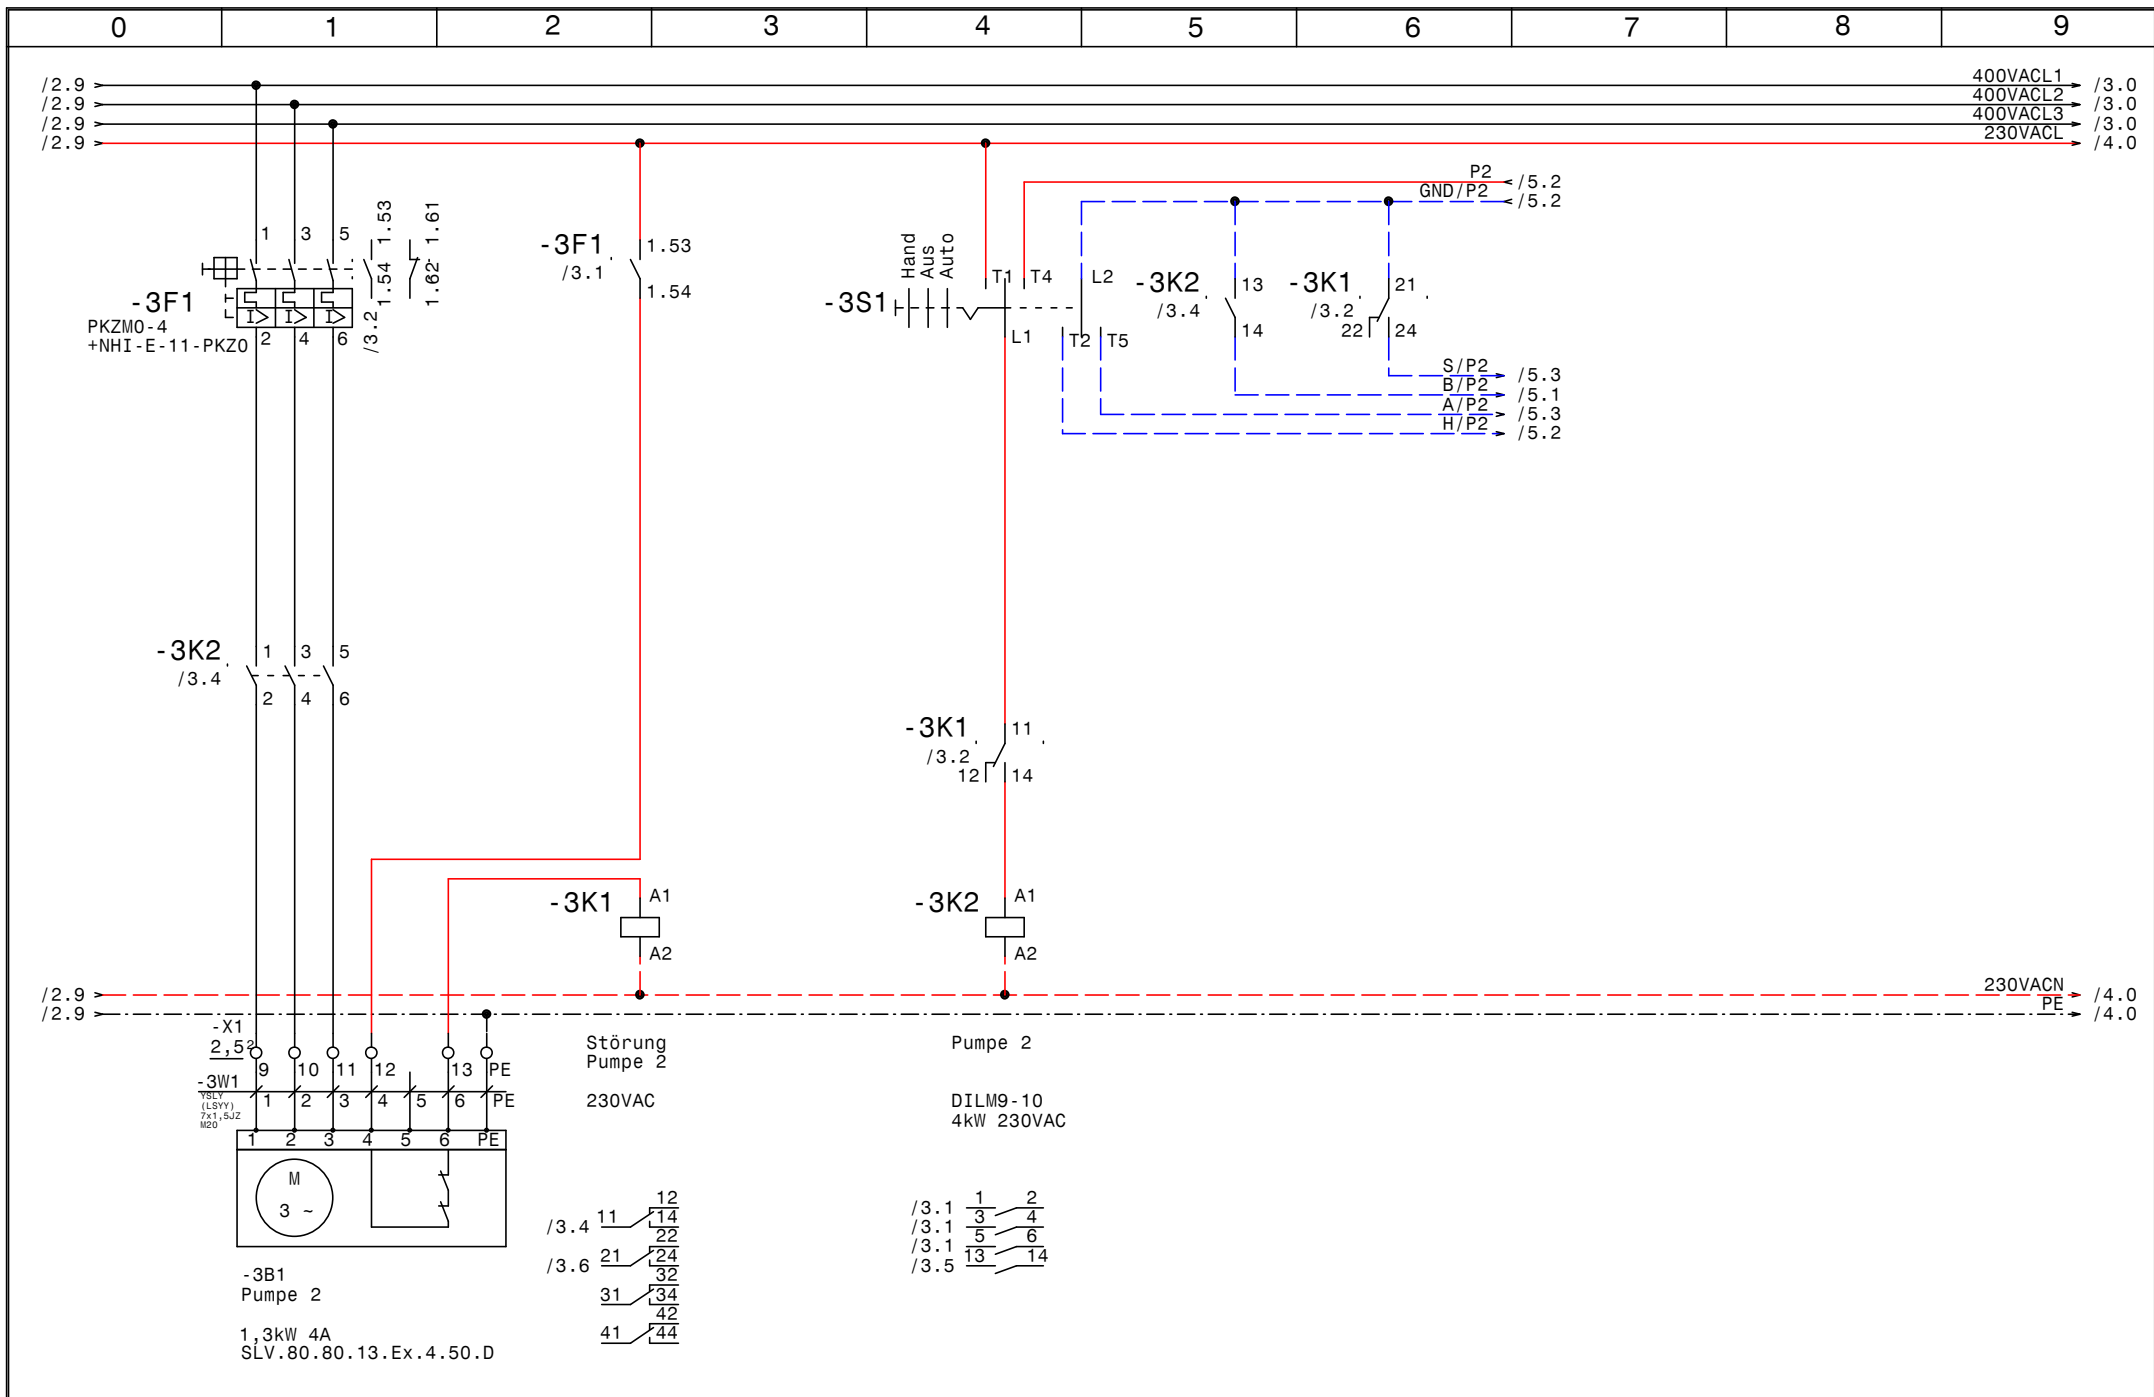 0 1 2 3 4 5 6 7 8 9
/2.9 400VACL1 /3.0
/2.9 400VACL2 /3.0
/2.9 400VACL3 /3.0
/2.9 230VACL /4.0
P2 /5.2
GND/P2 /5.2
1 3 5 1.53 1.61
1.54 1.62
-3F1
PKZM0-4
+NHI-E-11-PKZ0
I> I> I>
2 4 6 /3.2
-3F1 1.53
/3.1
1.54
Hand
Aus
Auto
-3S1
T1 T4 L2
L1 T2 T5
-3K2 13
/3.4
14
-3K1 21
/3.2
22 24
S/P2 /5.3
B/P2 /5.1
A/P2 /5.3
H/P2 /5.2
-3K2 1 3 5
/3.4
2 4 6
-3K1 11
/3.2
12 14
-3K1 A1
A2
-3K2 A1
A2
/2.9 230VACN /4.0
/2.9 PE /4.0
-X1
2,5²
9 10 11 12 13 PE
-3W1
YSLY
(LSYY)
7x1,5JZ
M20
1 2 3 4 5 6 PE
1 2 3 4 5 6 PE
M
3 ~
-3B1
Pumpe 2
1,3kW 4A
SLV.80.80.13.Ex.4.50.D
Störung
Pumpe 2
230VAC
12
/3.4 11 14
22
/3.6 21 24
32
31 34
42
41 44
Pumpe 2
DILM9-10
4kW 230VAC
/3.1 1 2
/3.1 3 4
/3.1 5 6
/3.5 13 14